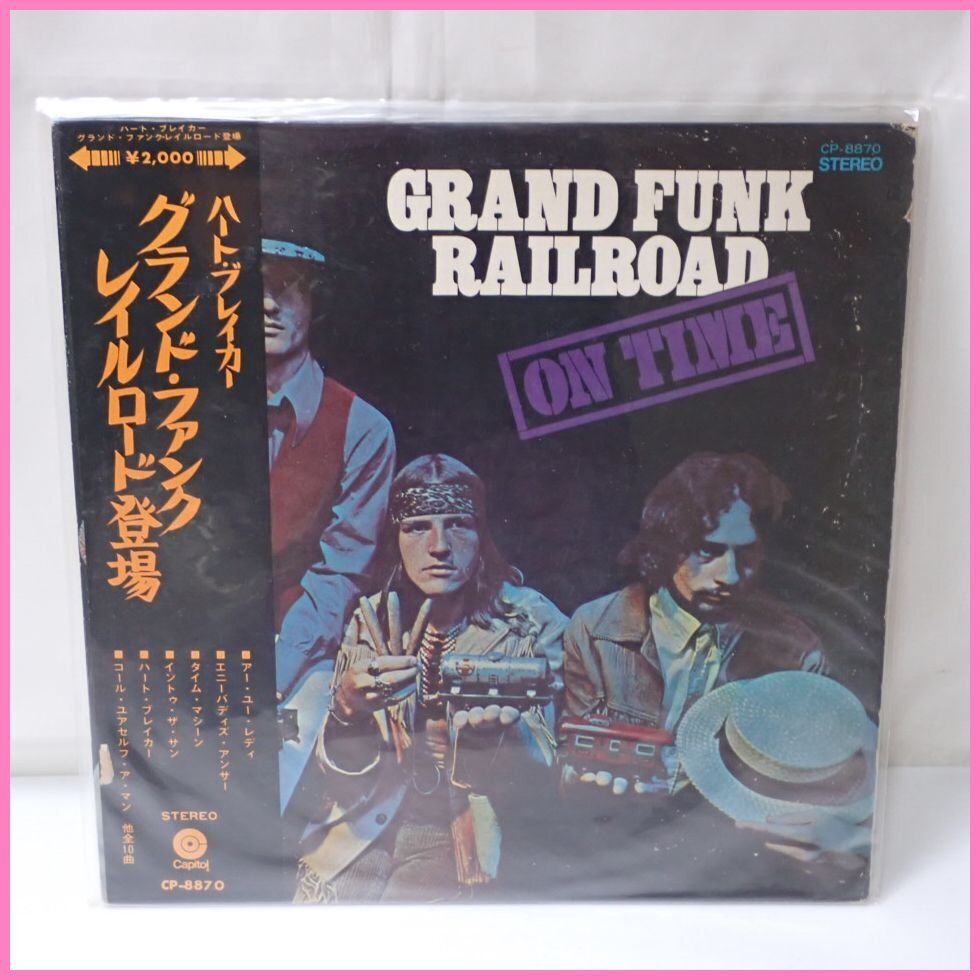 ハート・ブレイカー
グランド・ファンク・レイルロード登場
¥2,000
ハート・ブレイカー
グランド・ファンク
レイルロード登場
■アー・ユー・レディ
■エニーバディズ・アンサー
■タイム・マシーン
■イントゥ・ザ・サン
■ハート・ブレイカー
■コール・ユアセルフ・ア・マン 他全10曲
STEREO
Capitol
CP-8870
CP-8870
STEREO
GRAND FUNK
RAILROAD
ON TIME